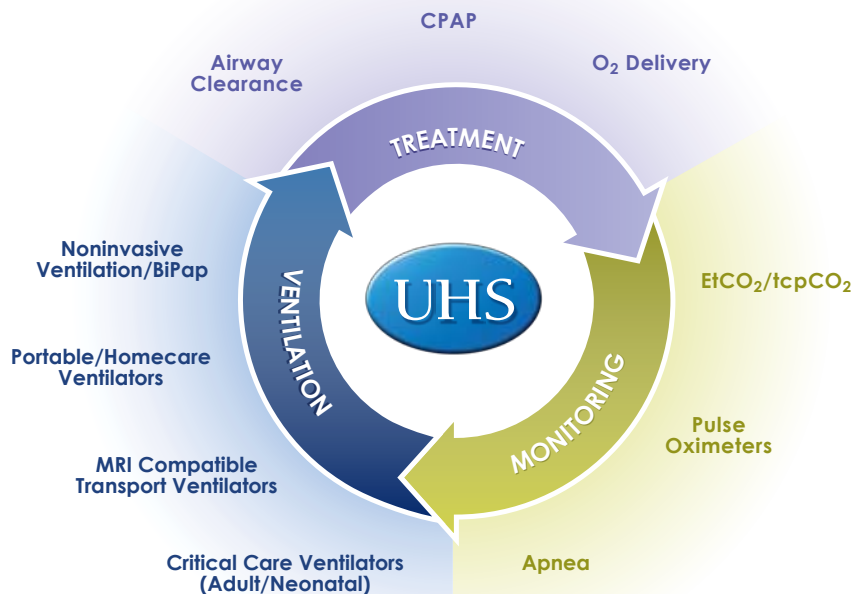 CPAP
Airway
Clearance
O₂ Delivery
TREATMENT
Noninvasive
Ventilation/BiPap
UHS
EtCO₂/tcpCO₂
VENTILATION
Portable/Homecare
Ventilators
MONITORING
Pulse
Oximeters
MRI Compatible
Transport Ventilators
Critical Care Ventilators
(Adult/Neonatal)
Apnea